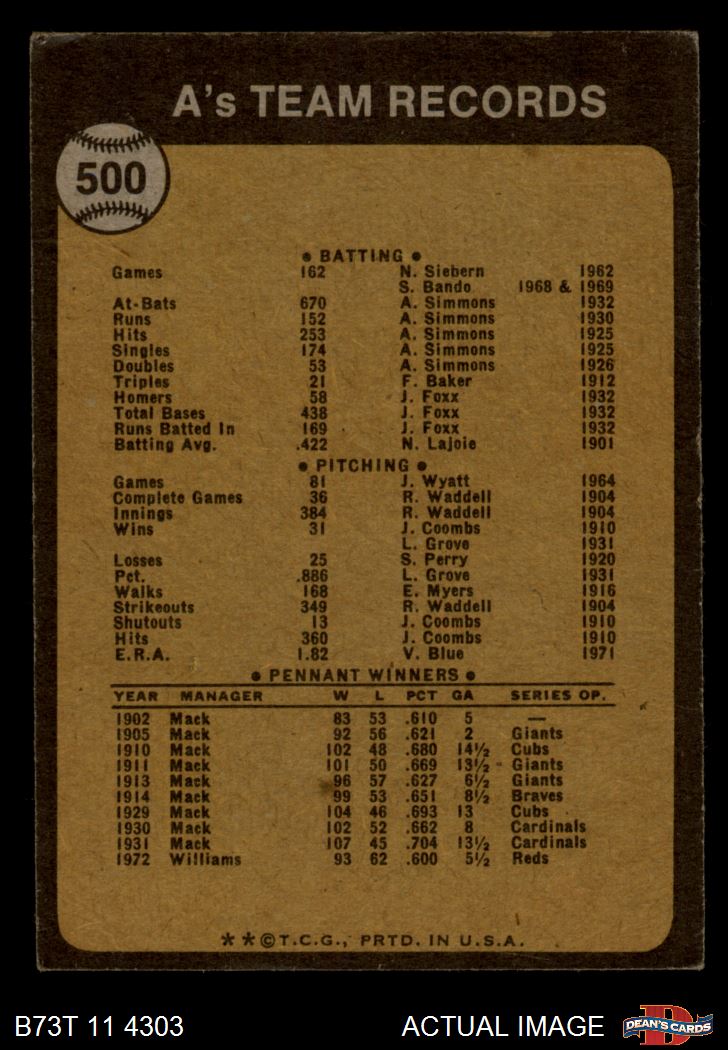 A's TEAM RECORDS
500
● BATTING ●
Games 162 N. Siebern 1962
S. Bando 1968 & 1969
At-Bats 670 A. Simmons 1932
Runs 152 A. Simmons 1930
Hits 253 A. Simmons 1925
Singles 174 A. Simmons 1925
Doubles 53 A. Simmons 1926
Triples 21 F. Baker 1912
Homers 58 J. Foxx 1932
Total Bases 438 J. Foxx 1932
Runs Batted In 169 J. Foxx 1932
Batting Avg. .422 N. Lajoie 1901
● PITCHING ●
Games 81 J. Wyatt 1964
Complete Games 36 R. Waddell 1904
Innings 384 R. Waddell 1904
Wins 31 J. Coombs 1910
L. Grove 1931
Losses 25 S. Perry 1920
Pct. .886 L. Grove 1931
Walks 168 E. Myers 1916
Strikeouts 349 R. Waddell 1904
Shutouts 13 J. Coombs 1910
Hits 360 J. Coombs 1910
E.R.A. 1.82 V. Blue 1971
● PENNANT WINNERS ●
YEAR MANAGER W L PCT GA SERIES OP.
1902 Mack 83 53 .610 5 —
1905 Mack 92 56 .621 2 Giants
1910 Mack 102 48 .680 14½ Cubs
1911 Mack 101 50 .669 13½ Giants
1913 Mack 96 57 .627 6½ Giants
1914 Mack 99 53 .651 8½ Braves
1929 Mack 104 46 .693 13 Cubs
1930 Mack 102 52 .662 8 Cardinals
1931 Mack 107 45 .704 13½ Cardinals
1972 Williams 93 62 .600 5½ Reds
**©T.C.G., PRTD. IN U.S.A.
B73T 11 4303 ACTUAL IMAGE D DEAN'S CARDS